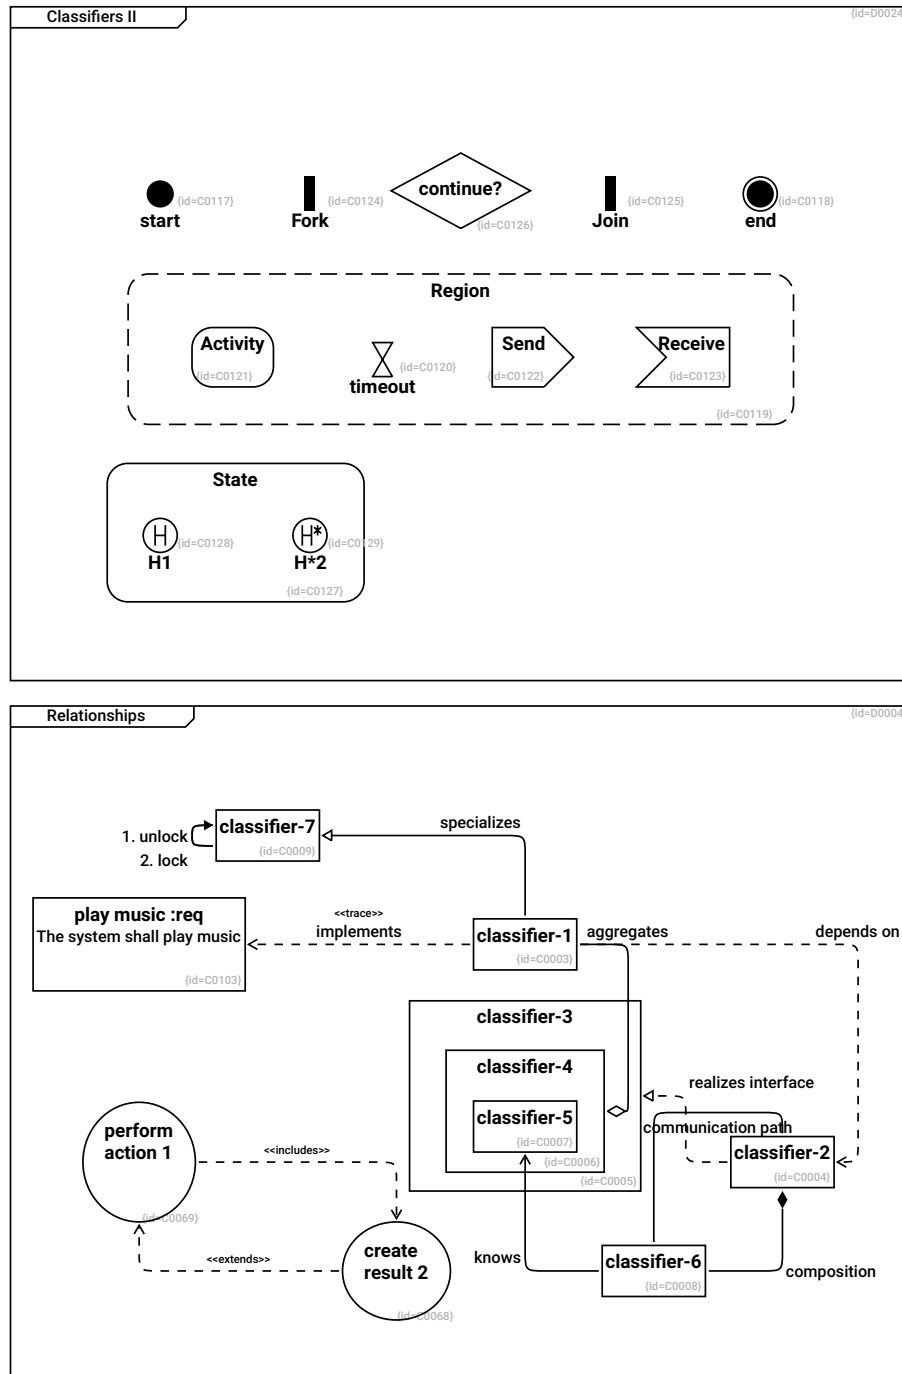 Classifiers II
{id=D0024
continue?
{id=C0126}
start
{id=C0117}
Fork
{id=C0124}
Join
{id=C0125}
end
{id=C0118}
Region
Activity
{id=C0121}
timeout
{id=C0120}
Send
{id=C0122}
Receive
{id=C0123}
{id=C0119}
State
H
{id=C0128}
H1
H*
{id=C0129}
H*2
{id=C0127}
Relationships
{id=D0004
classifier-7
{id=C0009}
1. unlock
2. lock
specializes
play music :req
The system shall play music
{id=C0103}
<<trace>>
implements
classifier-1
{id=C0003}
aggregates
depends on
classifier-3
classifier-4
classifier-5
{id=C0007}
{id=C0006}
{id=C0005}
realizes interface
communication path
classifier-2
{id=C0004}
perform
action 1
{id=C0069}
<<includes>>
<<extends>>
create
result 2
{id=C0068}
knows
classifier-6
{id=C0008}
composition